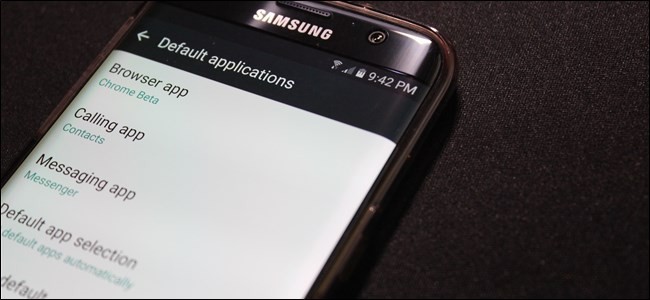 SAMSUNG
Default applications
9:42 PM
Browser app
Chrome Beta
Calling app
Contacts
Messaging app
Messenger
Default app selection
default apps automatically
default